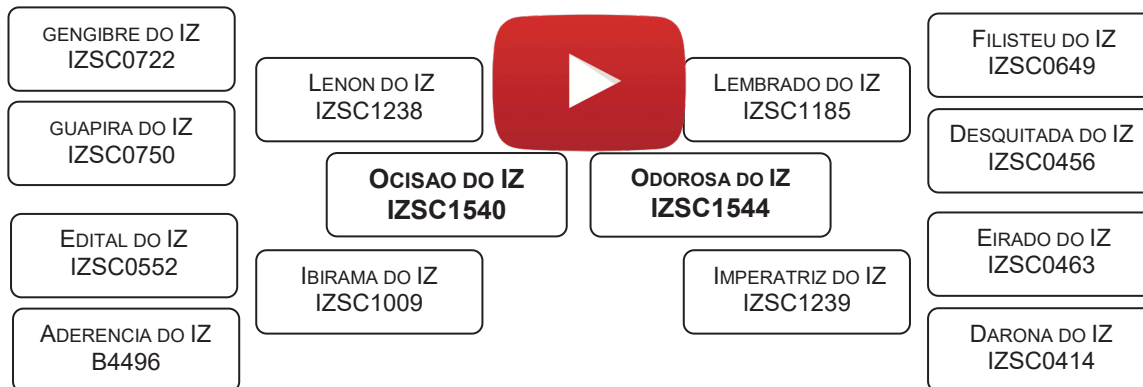 GENGIBRE DO IZ
IZSC0722
GUAPIRA DO IZ
IZSC0750
EDITAL DO IZ
IZSC0552
ADERENCIA DO IZ
B4496
LENON DO IZ
IZSC1238
IBIRAMA DO IZ
IZSC1009
OCISAO DO IZ
IZSC1540
ODOROSA DO IZ
IZSC1544
LEMBRADO DO IZ
IZSC1185
IMPERATRIZ DO IZ
IZSC1239
FILISTEU DO IZ
IZSC0649
DESQUITADA DO IZ
IZSC0456
EIRADO DO IZ
IZSC0463
DARONA DO IZ
IZSC0414